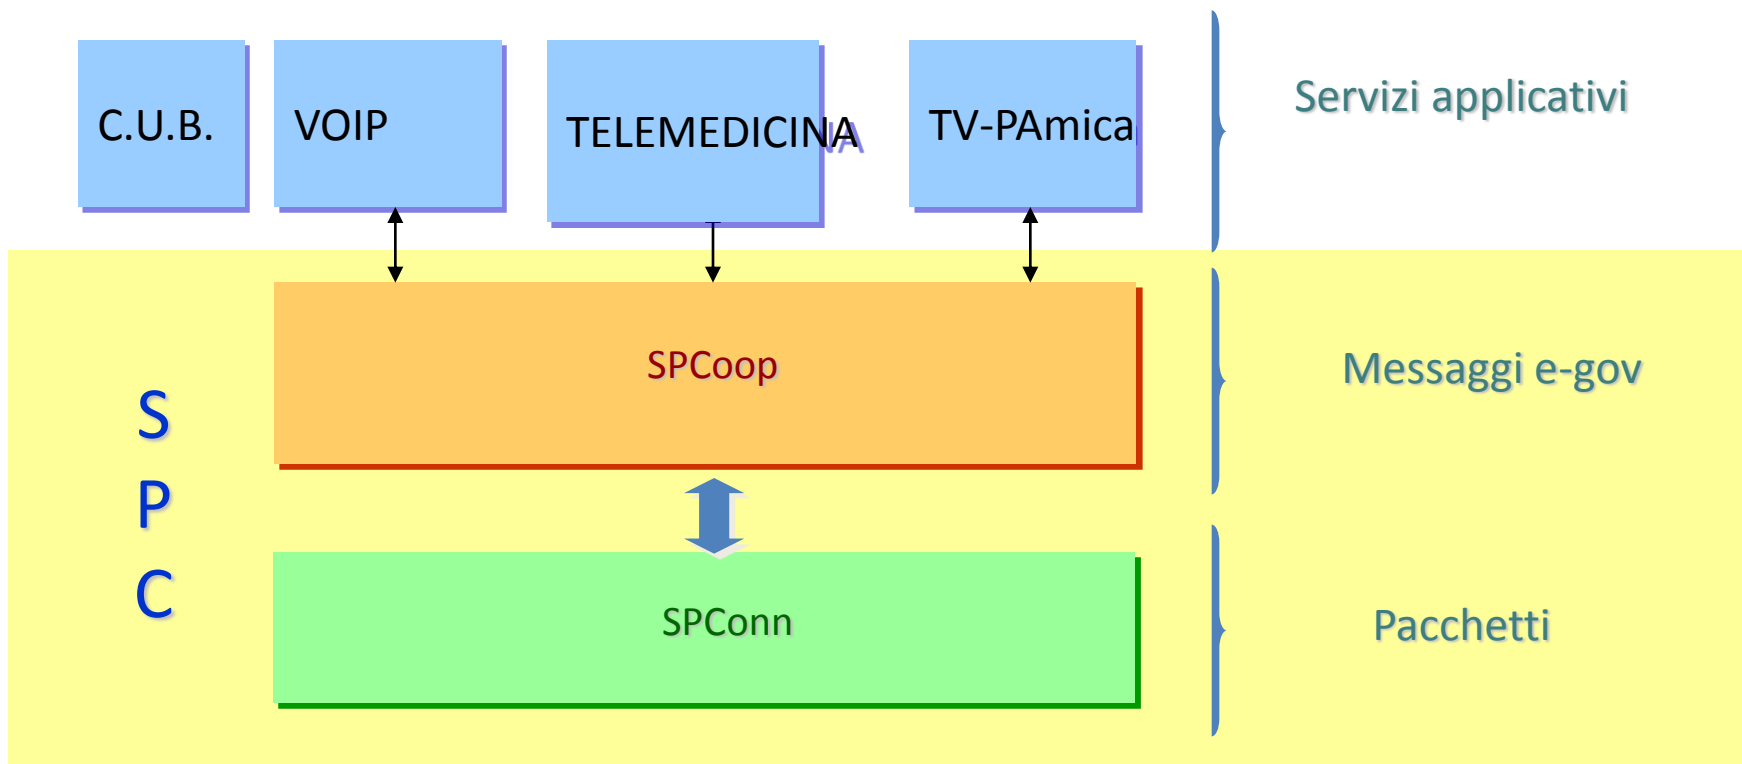 C.U.B.
VOIP
TELEMEDICINA
TV-PAmica
Servizi applicativi
SPCoop
Messaggi e-gov
S
P
C
SPConn
Pacchetti